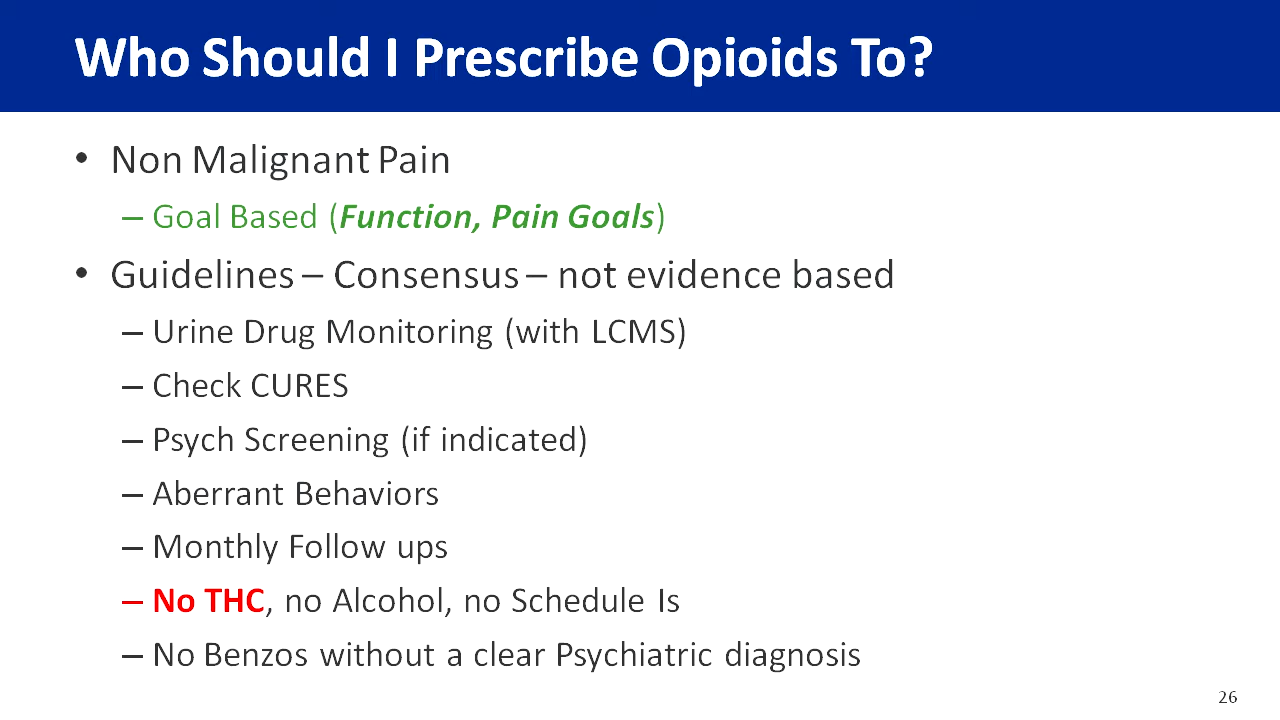 Who Should I Prescribe Opioids To?
• Non Malignant Pain
– Goal Based (Function, Pain Goals)
• Guidelines – Consensus – not evidence based
– Urine Drug Monitoring (with LCMS)
– Check CURES
– Psych Screening (if indicated)
– Aberrant Behaviors
– Monthly Follow ups
– No THC, no Alcohol, no Schedule Is
– No Benzos without a clear Psychiatric diagnosis
26